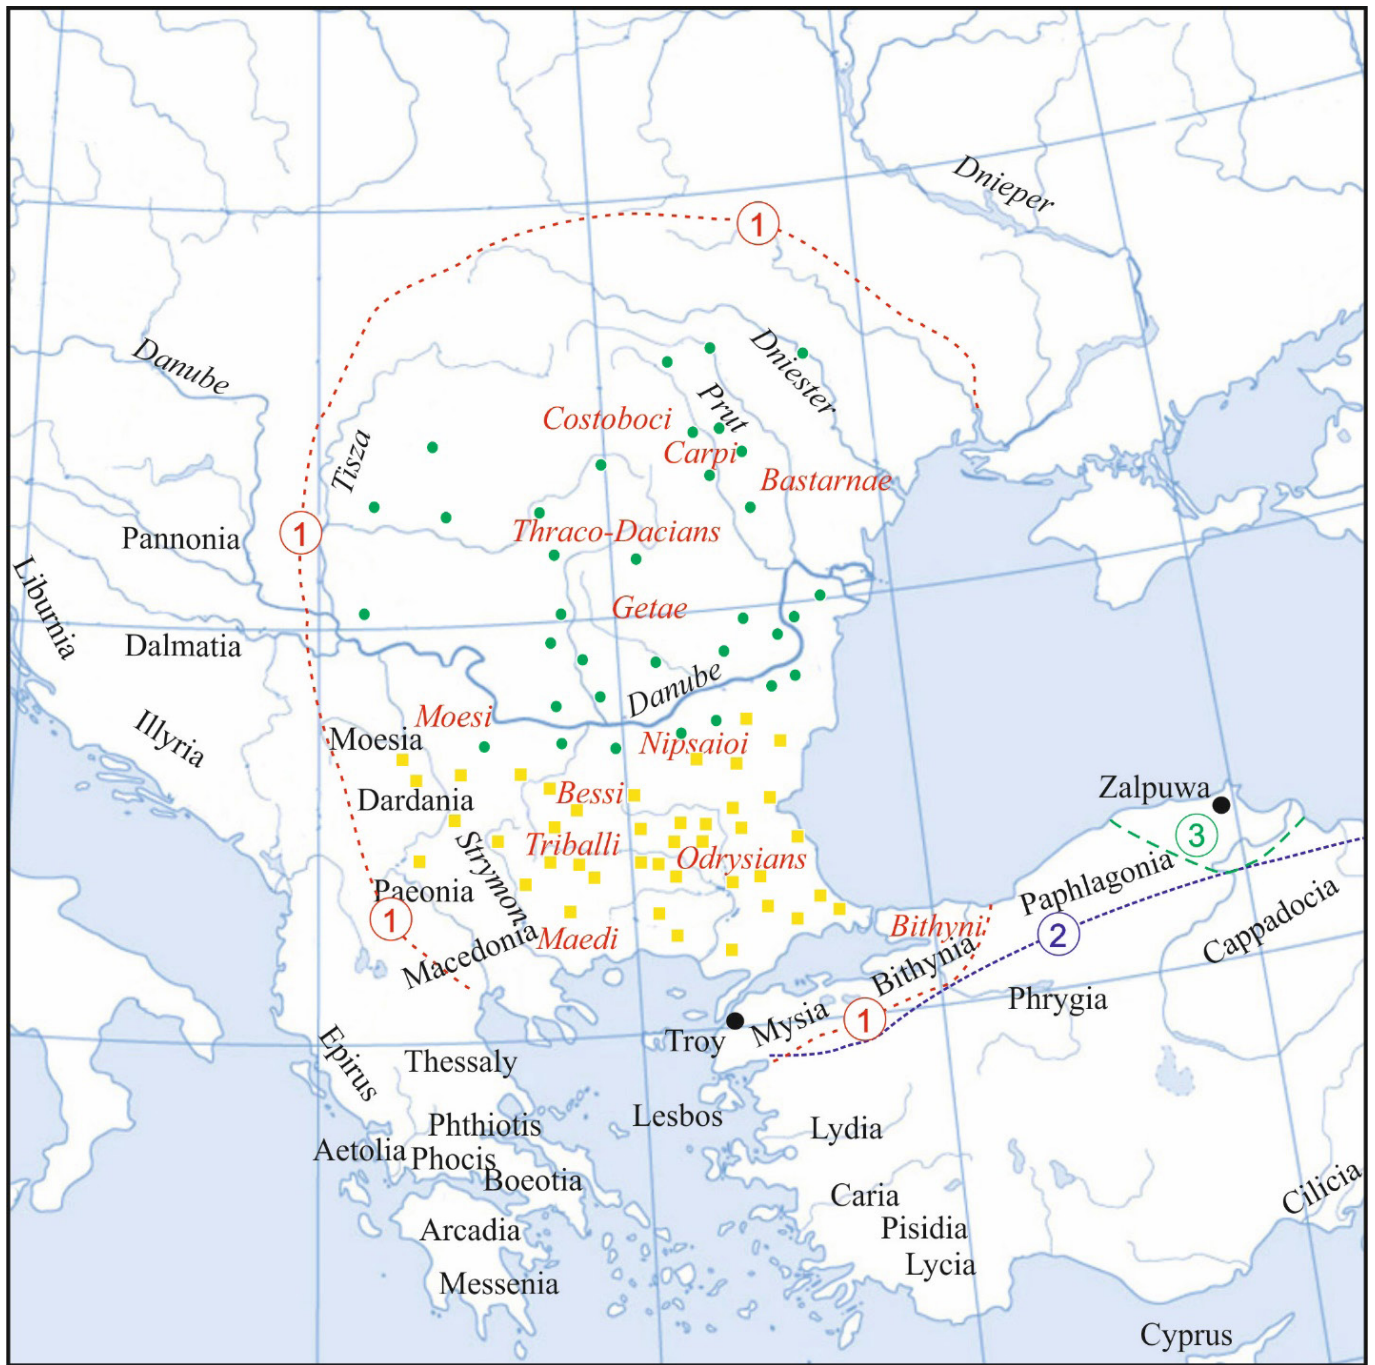 Dnieper
1
Danube
Dniester
Prut
Costoboci
Tisza
Carpi
Bastarnae
Pannonia
1
Thraco-Dacians
Liburnia
Getae
Dalmatia
Danube
Illyria
Moesi
Moesia
Nipsaioi
Zalpuwa
Dardania
Bessi
3
Strymon
Triballi
Odrysians
Paphlagonia
Paeonia
1
Cappadocia
Macedonia
Maedi
Bithyni
2
Bithynia
Phrygia
Troy
Mysia
1
Epirus
Thessaly
Lesbos
Phthiotis
Lydia
Aetolia
Phocis
Boeotia
Caria
Cilicia
Arcadia
Pisidia
Lycia
Messenia
Cyprus